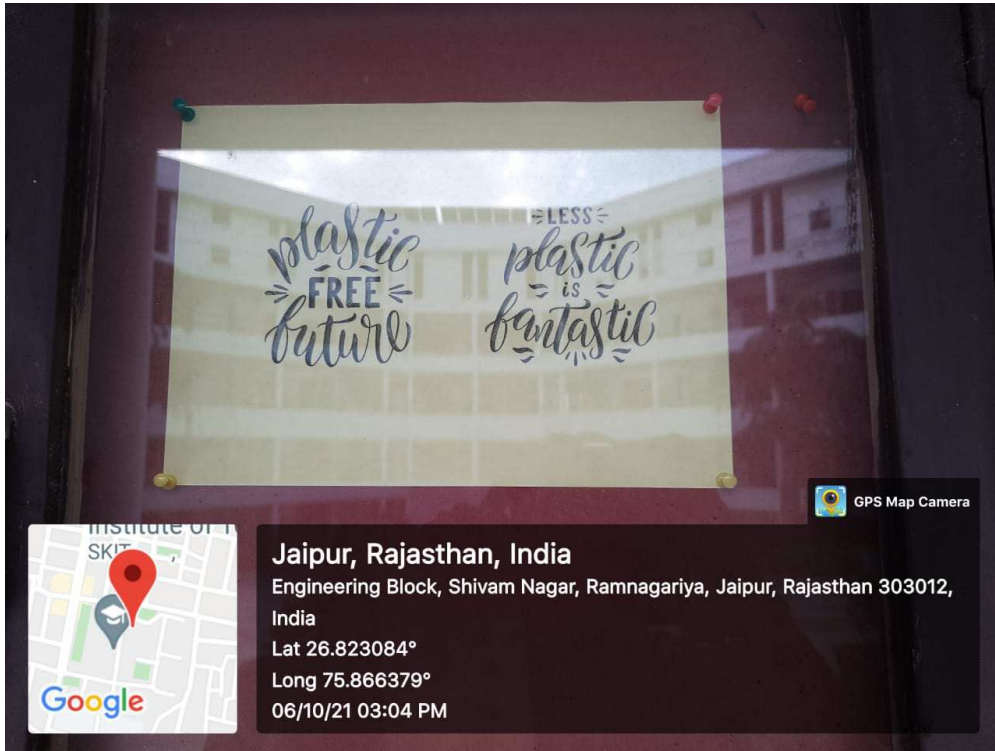 plastic
FREE
future
LESS
plastic
is
fantastic
GPS Map Camera
SKIT
Google
Jaipur, Rajasthan, India
Engineering Block, Shivam Nagar, Ramnagariya, Jaipur, Rajasthan 303012,
India
Lat 26.823084°
Long 75.866379°
06/10/21 03:04 PM